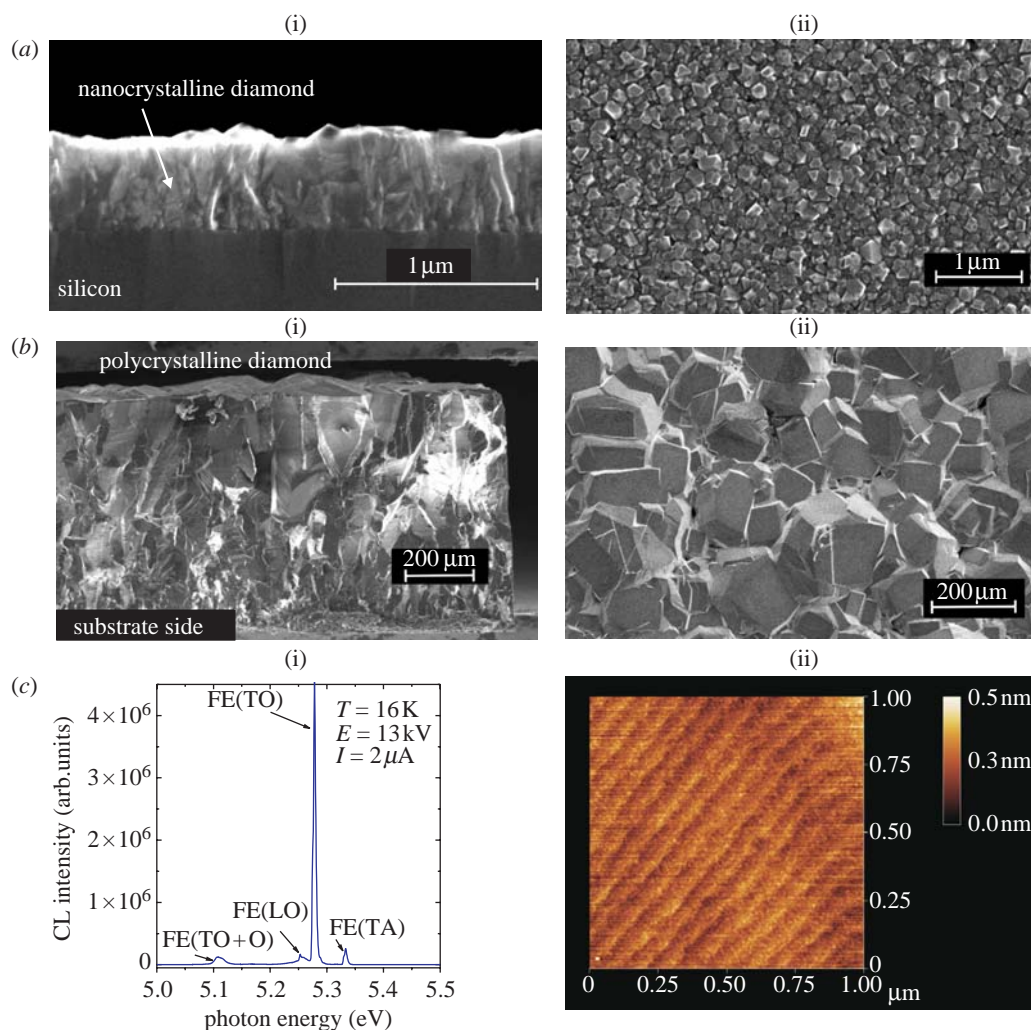 (i)
(ii)
(a)
nanocrystalline diamond
1 μm
silicon
1 μm
(i)
(ii)
(b)
polycrystalline diamond
200 μm
substrate side
200 μm
(i)
(ii)
(c)
CL intensity (arb.units)
4×10⁶
3×10⁶
2×10⁶
1×10⁶
0
FE(TO)
T = 16 K
E = 13 kV
I = 2 μA
FE(LO)
FE(TO+O)
FE(TA)
5.0 5.1 5.2 5.3 5.4 5.5
photon energy (eV)
1.00
0.75
0.50
0.25
0
0 0.25 0.50 0.75 1.00
μm
0.5 nm
0.3 nm
0.0 nm